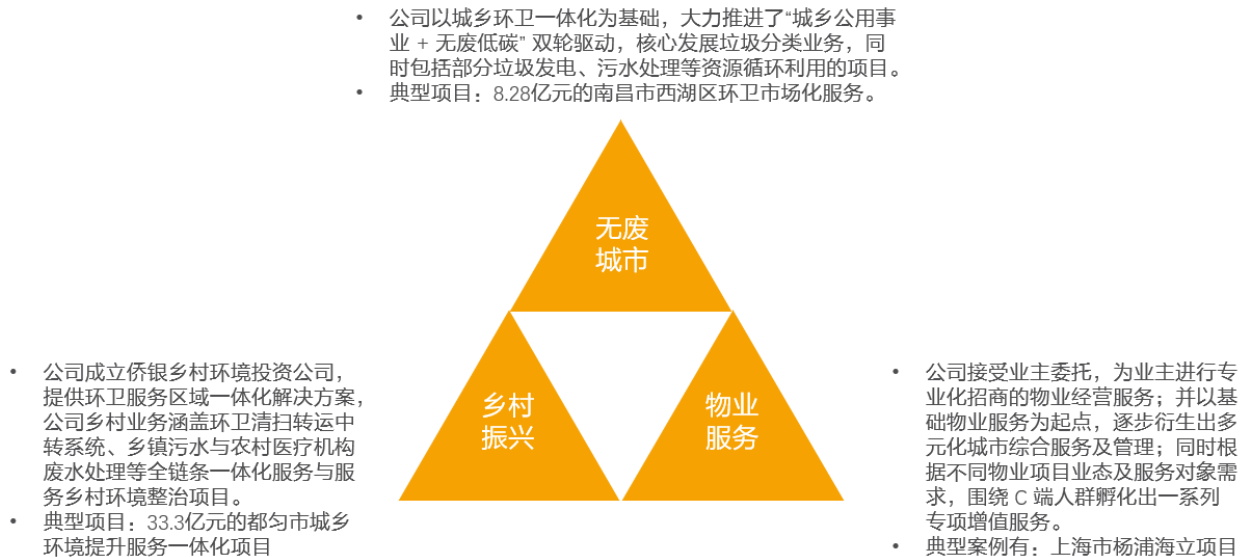 • 公司以城乡环卫一体化为基础，大力推进了“城乡公用事
业 + 无废低碳” 双轮驱动，核心发展垃圾分类业务，同
时包括部分垃圾发电、污水处理等资源循环利用的项目。
• 典型项目：8.28亿元的南昌市西湖区环卫市场化服务。
无废
城市
• 公司成立侨银乡村环境投资公司，
提供环卫服务区域一体化解决方案，
公司乡村业务涵盖环卫清扫转运中
转系统、乡镇污水与农村医疗机构
废水处理等全链条一体化服务与服
务乡村环境整治项目。
• 典型项目：33.3亿元的都匀市城乡
环境提升服务一体化项目
乡村
振兴
物业
服务
• 公司接受业主委托，为业主进行专
业化招商的物业经营服务；并以基
础物业服务为起点，逐步衍生出多
元化城市综合服务及管理；同时根
据不同物业项目业态及服务对象需
求，围绕 C 端人群孵化出一系列
专项增值服务。
• 典型案例有：上海市杨浦海立项目